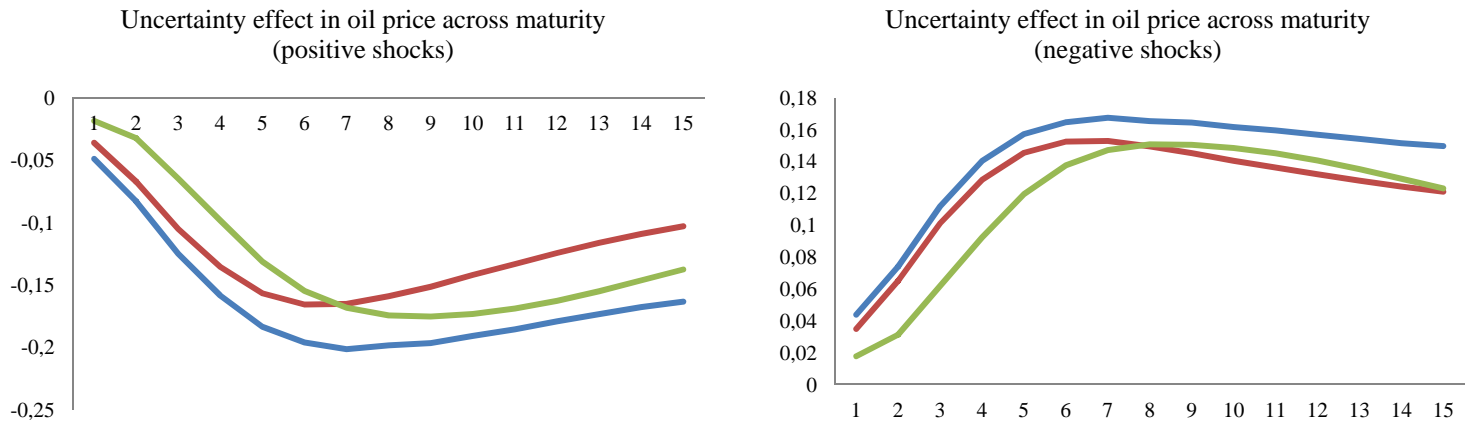 Uncertainty effect in oil price across maturity
(positive shocks)
0
-0,05
-0,1
-0,15
-0,2
-0,25
1 2 3 4 5 6 7 8 9 10 11 12 13 14 15
Uncertainty effect in oil price across maturity
(negative shocks)
0,18
0,16
0,14
0,12
0,1
0,08
0,06
0,04
0,02
0
1 2 3 4 5 6 7 8 9 10 11 12 13 14 15